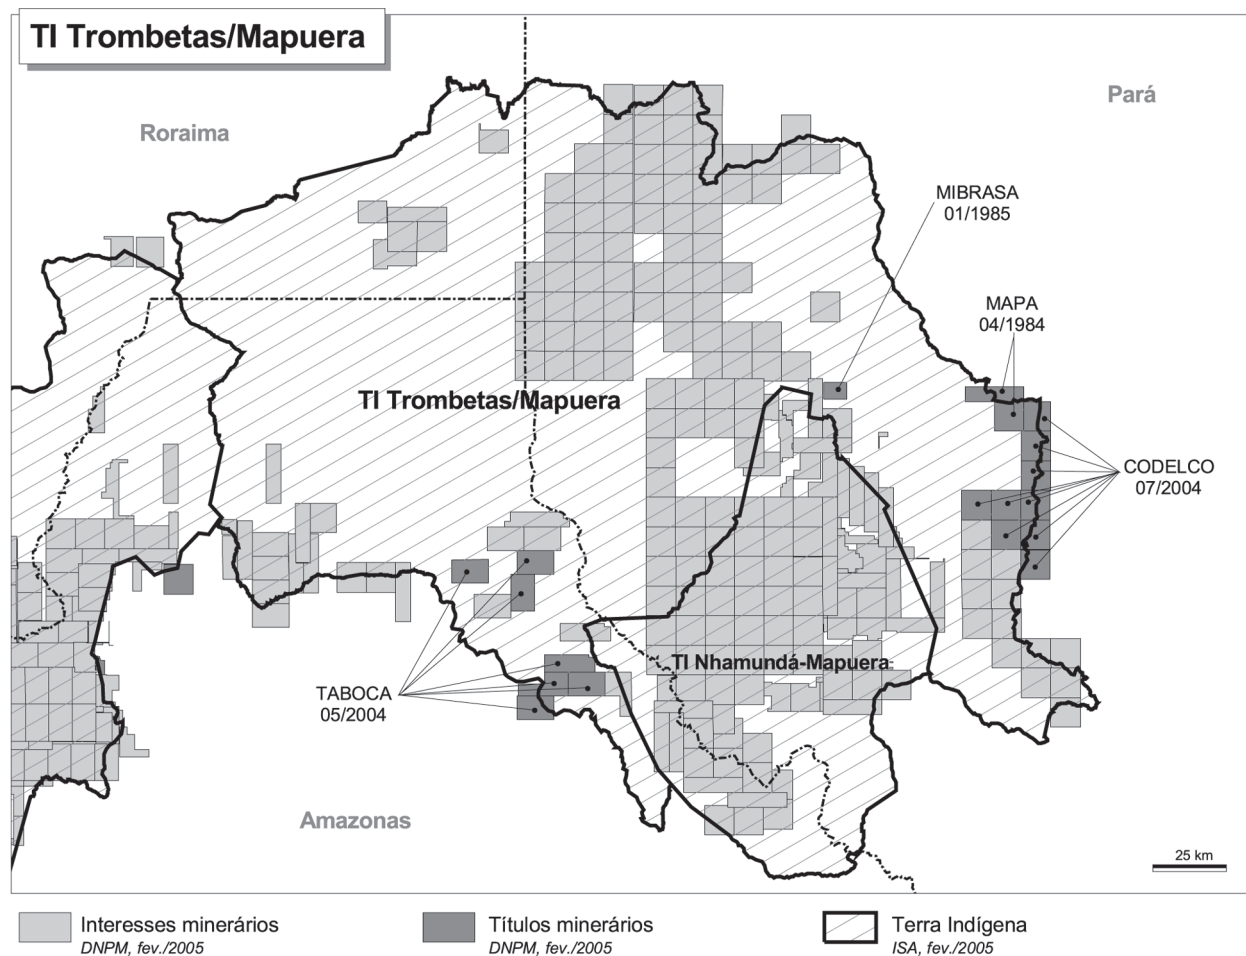 TI Trombetas/Mapuera
Pará
Roraima
MIBRASA
01/1985
MAPA
04/1984
TI Trombetas/Mapuera
CODELCO
07/2004
TI Nhamundá-Mapuera
TABOCA
05/2004
Amazonas
25 km
Interesses minerários
DNPM, fev./2005
Títulos minerários
DNPM, fev./2005
Terra Indígena
ISA, fev./2005